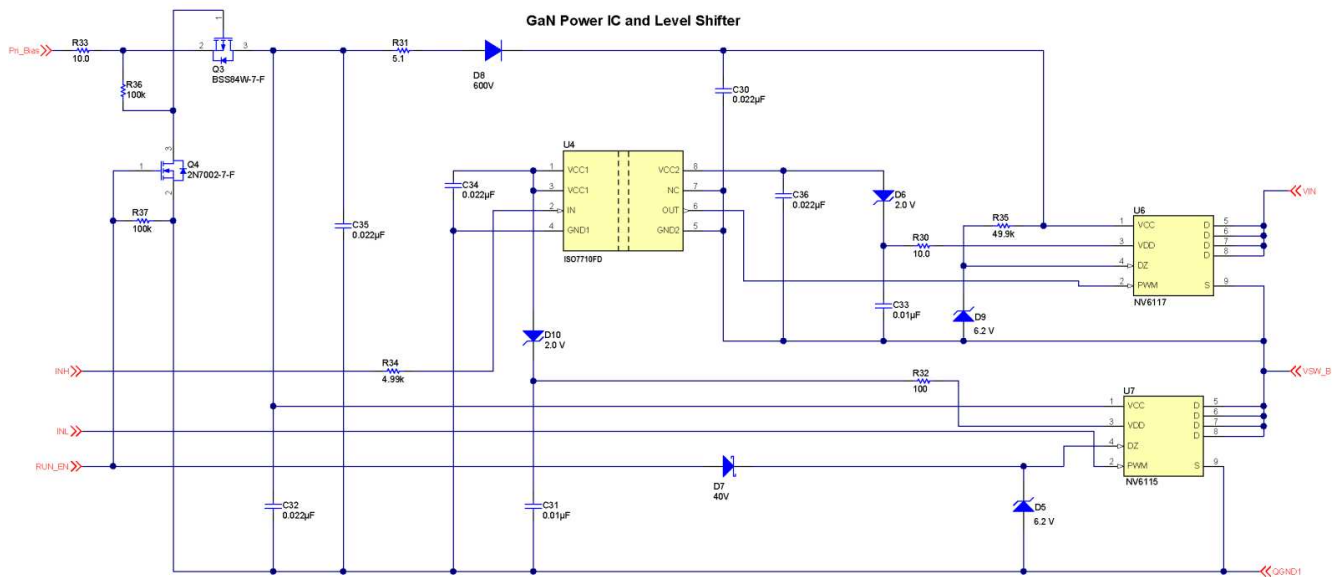 GaN Power IC and Level Shifter
Pri_Bias
R33
10.0
R36
100k
1
2
3
Q3
BSS84W-7-F
R31
5.1
D8
600V
C30
0.022µF
3
1
2
Q4
2N7002-7-F
R37
100k
C35
0.022µF
C34
0.022µF
U4
1 VCC1 VCC2 8
3 VCC1 NC 7
2 IN OUT 6
4 GND1 GND2 5
ISO7710FD
C36
0.022µF
D6
2.0 V
R30
10.0
C33
0.01µF
R35
49.9k
D9
6.2 V
U6
1 VCC D 5
D 6
3 VDD D 7
D 8
4 DZ
2 PWM S 9
NV6117
VIN
D10
2.0 V
INH
R34
4.99k
R32
100
VSW_B
U7
1 VCC D 5
D 6
3 VDD D 7
D 8
4 DZ
2 PWM S 9
NV6115
INL
RUN_EN
D7
40V
C32
0.022µF
C31
0.01µF
D5
6.2 V
QGND1